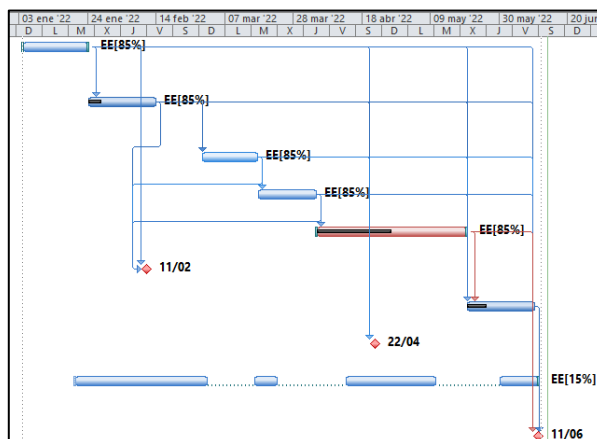 03 ene '22 24 ene '22 14 feb '22 07 mar '22 28 mar '22 18 abr '22 09 may '22 30 may '22 20 jun
D L M X J V S D L M X J V S D L M X J V S D
EE[85%]
EE[85%]
EE[85%]
EE[85%]
EE[85%]
11/02
22/04
EE[15%]
11/06